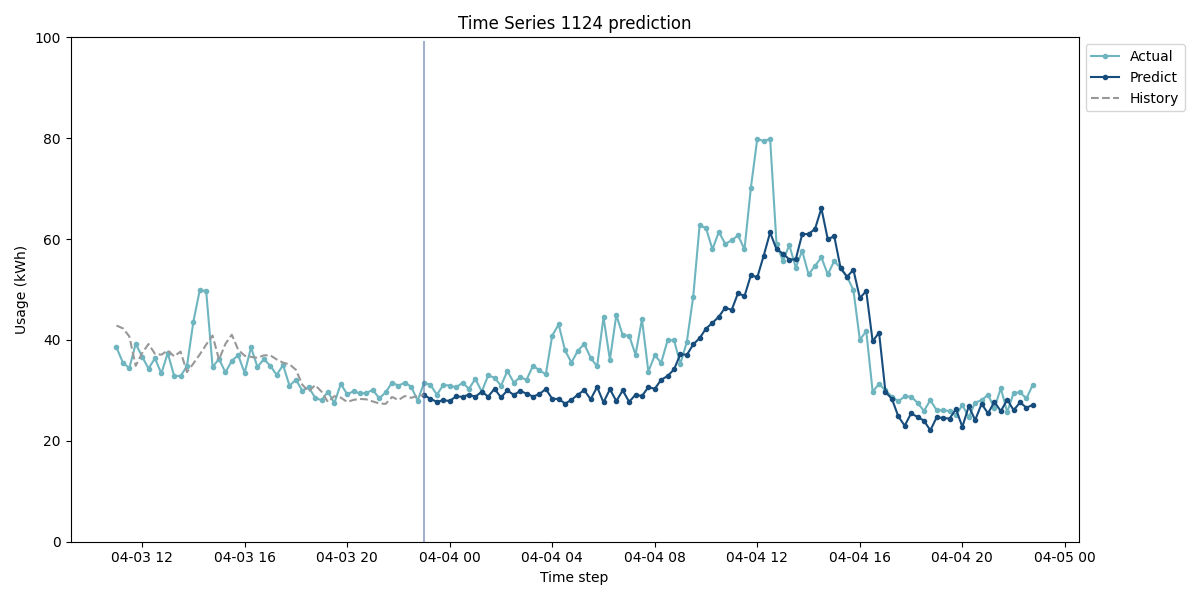 Time Series 1124 prediction
Usage (kWh)
100
80
60
40
20
0
04-03 12
04-03 16
04-03 20
04-04 00
04-04 04
04-04 08
04-04 12
04-04 16
04-04 20
04-05 00
Time step
Actual
Predict
History